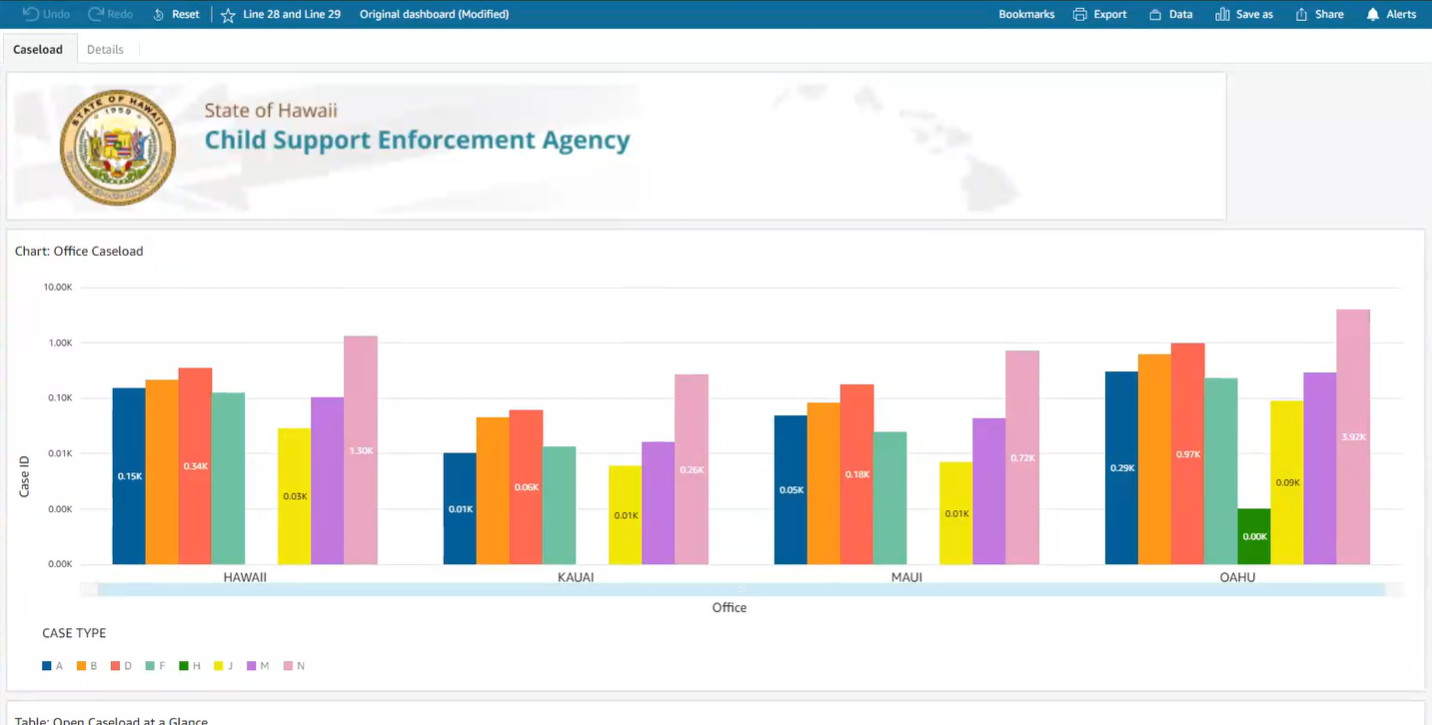 Undo Redo Reset Line 28 and Line 29 Original dashboard (Modified) Bookmarks Export Data Save as Share Alerts
Caseload Details
STATE OF HAWAII
1959
State of Hawaii
Child Support Enforcement Agency
Chart: Office Caseload
10.00K
1.00K
0.10K
0.01K
0.00K
0.00K
Case ID
0.15K 0.34K 0.03K 1.30K
0.01K 0.06K 0.01K 0.26K
0.05K 0.18K 0.01K 0.72K
0.29K 0.97K 0.00K 0.09K 3.92K
HAWAII KAUAI MAUI OAHU
Office
CASE TYPE
A B D F H J M N
Table: Open Caseload at a Glance